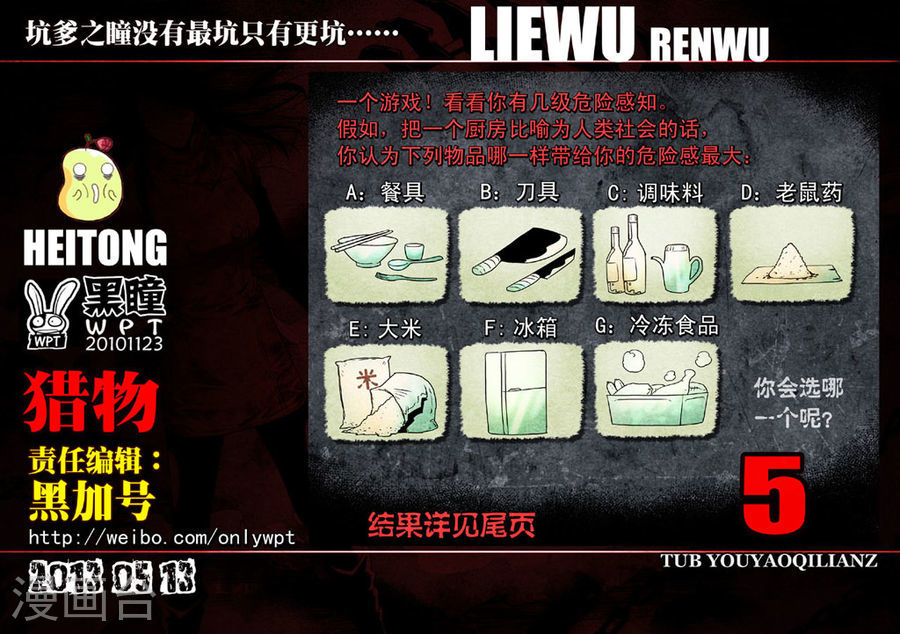 坑爹之瞳没有最坑只有更坑……
LIEWU RENWU
一个游戏！看看你有几级危险感知。
假如，把一个厨房比喻为人类社会的话，
你认为下列物品哪一样带给你的危险感最大：
A：餐具
B：刀具
C：调味料
D：老鼠药
E：大米
米
F：冰箱
G：冷冻食品
你会选哪
一个呢？
5
结果详见尾页
HEITONG
WPT
黑瞳
WPT
20101123
猎物
责任编辑：
黑加号
http://weibo.com/onlywpt
TUB YOUYAOQILIANZ
2013 05 13
漫画台